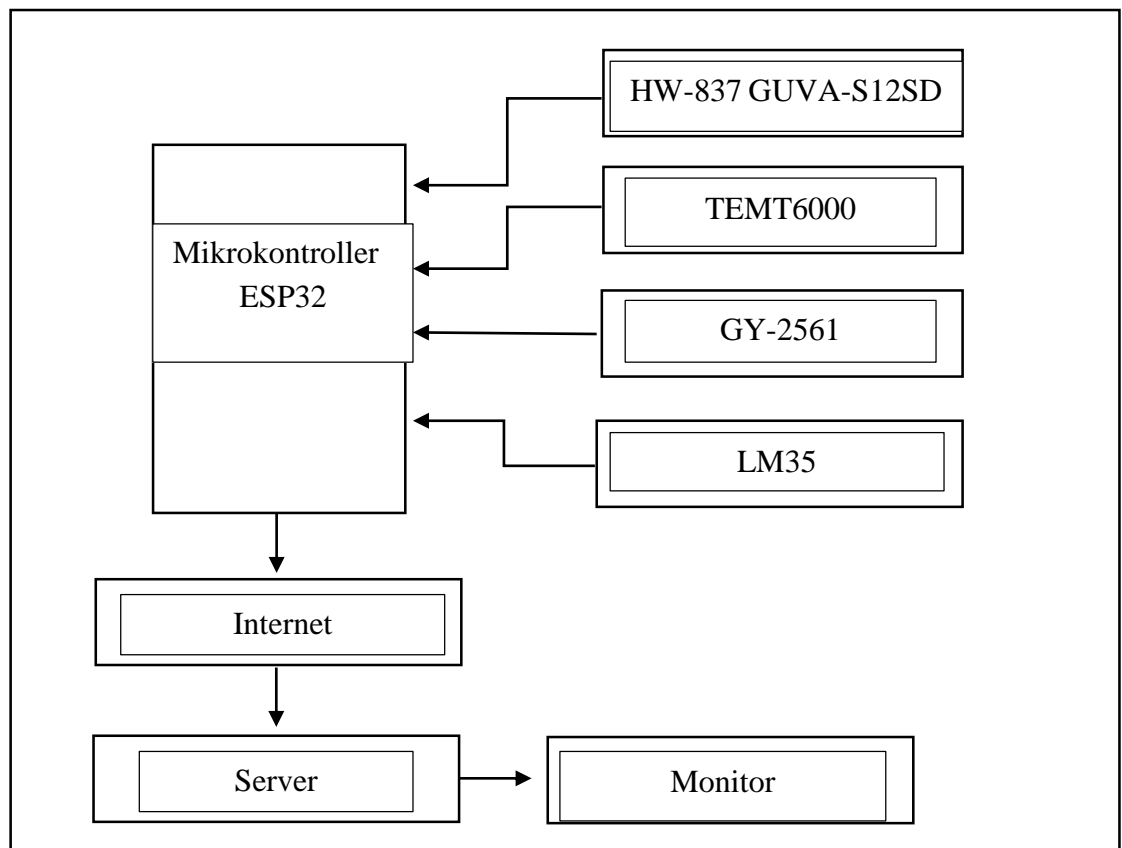 HW-837 GUVA-S12SD
TEMT6000
Mikrokontroller
ESP32
GY-2561
LM35
Internet
Server
Monitor